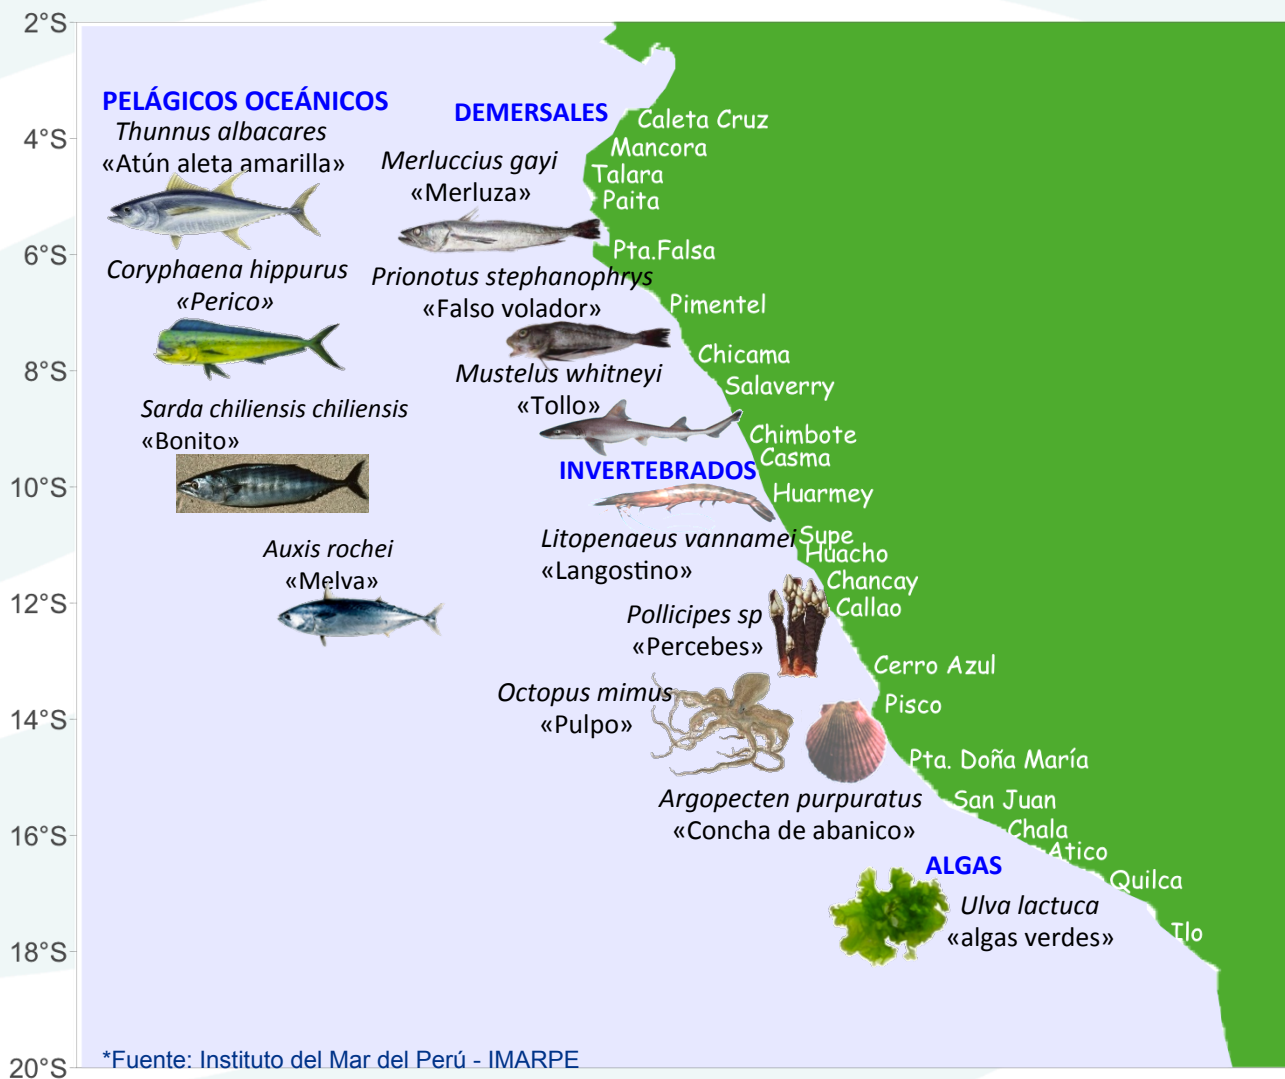 2°S
4°S
6°S
8°S
10°S
12°S
14°S
16°S
18°S
20°S
PELÁGICOS OCEÁNICOS
Thunnus albacares
«Atún aleta amarilla»
Coryphaena hippurus
«Perico»
Sarda chiliensis chiliensis
«Bonito»
Auxis rochei
«Melva»
DEMERSALES
Merluccius gayi
«Merluza»
Prionotus stephanophrys
«Falso volador»
Mustelus whitneyi
«Tollo»
INVERTEBRADOS
Litopenaeus vannamei
«Langostino»
Pollicipes sp
«Percebes»
Octopus mimus
«Pulpo»
Argopecten purpuratus
«Concha de abanico»
ALGAS
Ulva lactuca
«algas verdes»
Caleta Cruz
Mancora
Talara
Paita
Pta.Falsa
Pimentel
Chicama
Salaverry
Chimbote
Casma
Huarmey
Supe
Huacho
Chancay
Callao
Cerro Azul
Pisco
Pta. Doña María
San Juan
Chala
Atico
Quilca
Ilo
*Fuente: Instituto del Mar del Perú - IMARPE